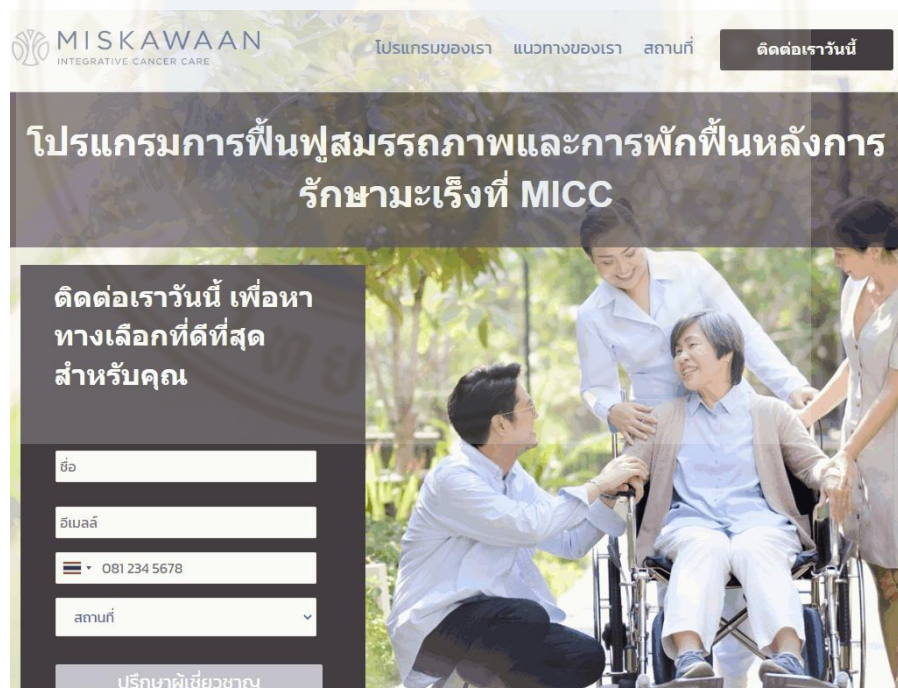 MISKAWAAN
INTEGRATIVE CANCER CARE
โปรแกรมของเรา แนวทางของเรา สถานที่ ติดต่อเราวันนี้
โปรแกรมการฟื้นฟูสมรรถภาพและการพักฟื้นหลังการ
รักษามะเร็งที่ MICC
ติดต่อเราวันนี้ เพื่อหา
ทางเลือกที่ดีที่สุด
สำหรับคุณ
ชื่อ
อีเมลล์
081 234 5678
สถานที่
ปรึกษาผู้เชี่ยวชาญ